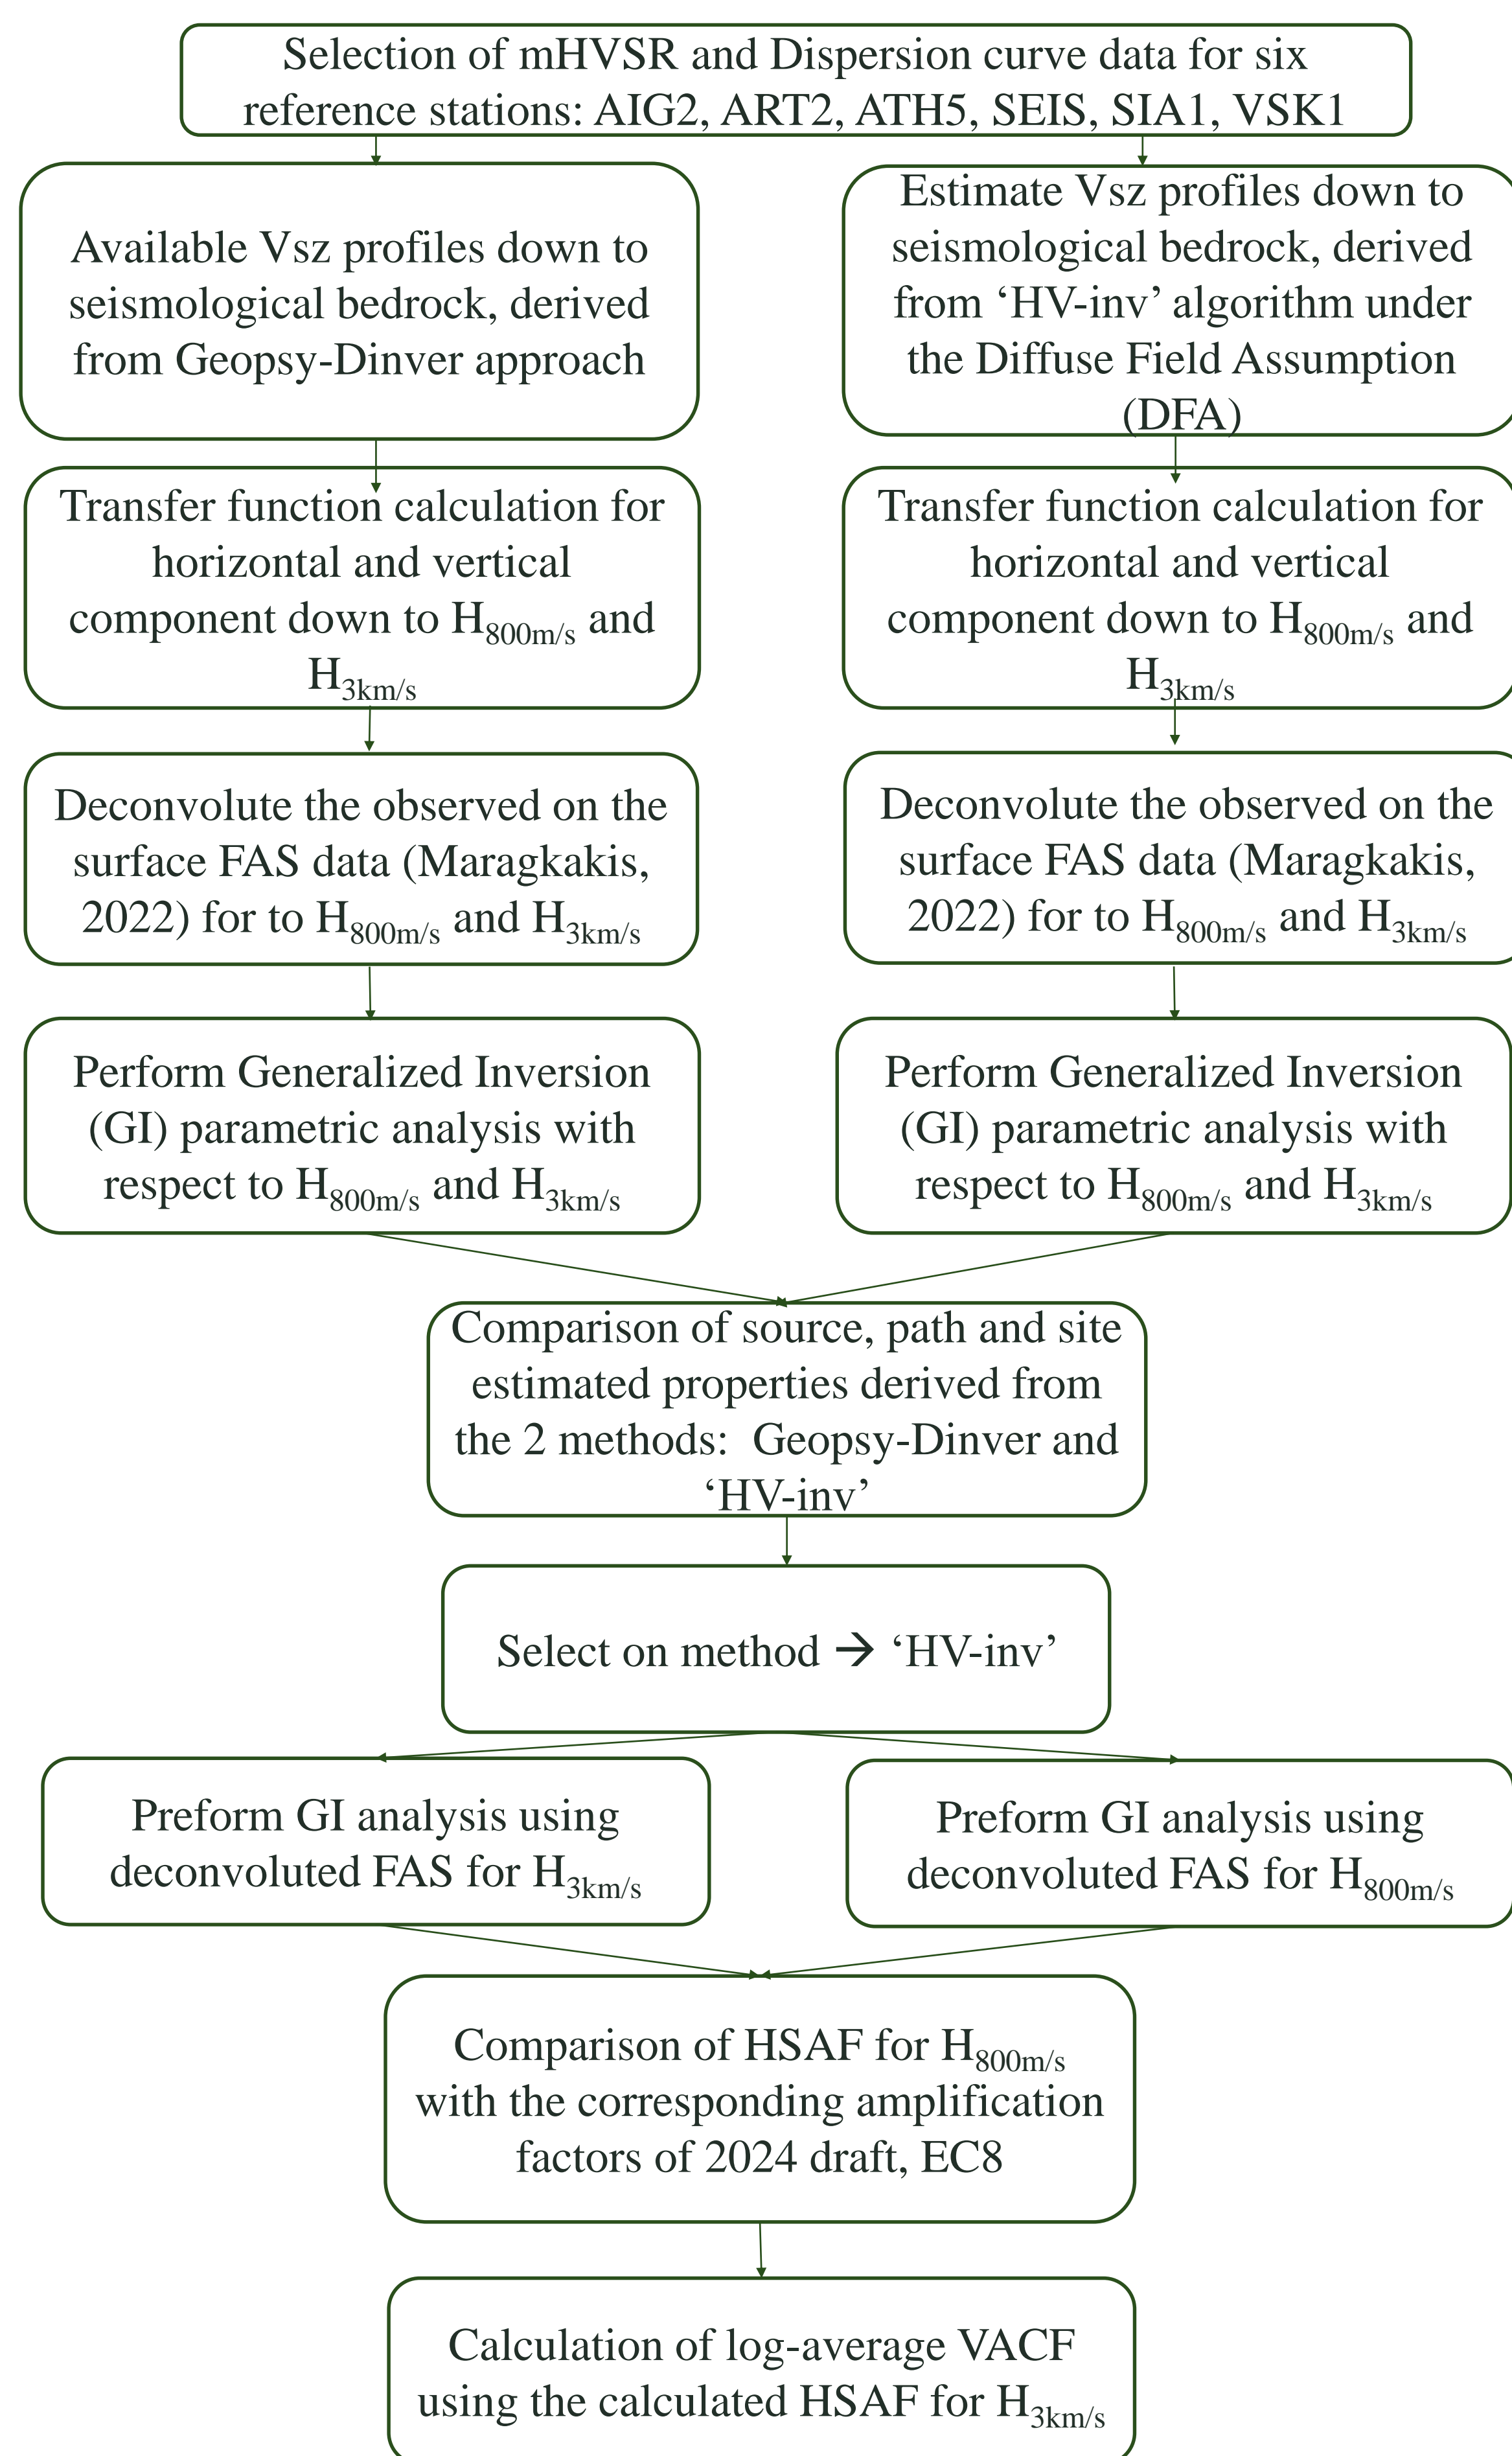 Selection of mHVSR and Dispersion curve data for six
reference stations: AIG2, ART2, ATH5, SEIS, SIA1, VSK1
Available Vsz profiles down to
seismological bedrock, derived
from Geopsy-Dinver approach
Estimate Vsz profiles down to
seismological bedrock, derived
from ‘HV-inv’ algorithm under
the Diffuse Field Assumption
(DFA)
Transfer function calculation for
horizontal and vertical
component down to H800m/s and
H3km/s
Transfer function calculation for
horizontal and vertical
component down to H800m/s and
H3km/s
Deconvolute the observed on the
surface FAS data (Maragkakis,
2022) for to H800m/s and H3km/s
Deconvolute the observed on the
surface FAS data (Maragkakis,
2022) for to H800m/s and H3km/s
Perform Generalized Inversion
(GI) parametric analysis with
respect to H800m/s and H3km/s
Perform Generalized Inversion
(GI) parametric analysis with
respect to H800m/s and H3km/s
Comparison of source, path and site
estimated properties derived from
the 2 methods:  Geopsy-Dinver and
‘HV-inv’
Select on method → ‘HV-inv’
Preform GI analysis using
deconvoluted FAS for H3km/s
Preform GI analysis using
deconvoluted FAS for H800m/s
Comparison of HSAF for H800m/s
with the corresponding amplification
factors of 2024 draft, EC8
Calculation of log-average VACF
using the calculated HSAF for H3km/s